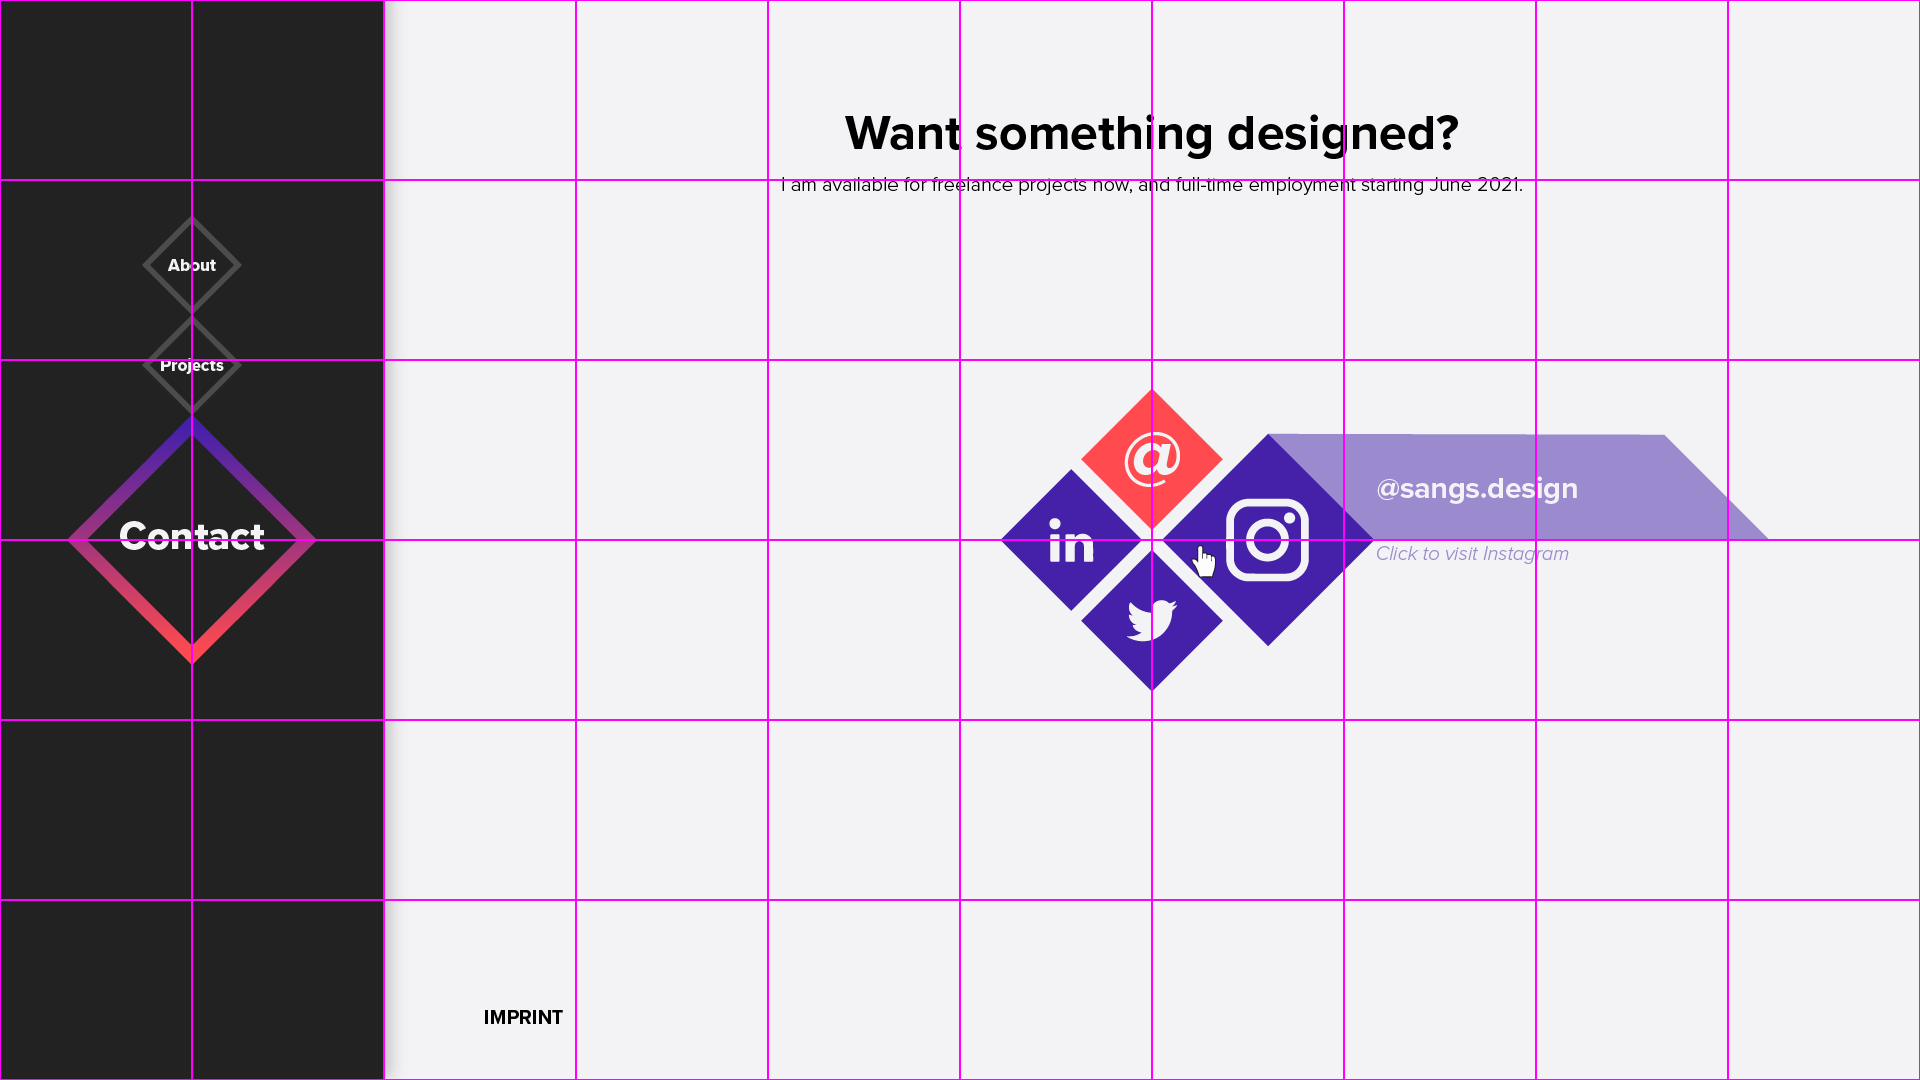 Want something designed?
I am available for freelance projects now, and full-time employment starting June 2021.
About
Projects
Contact
@
in
@sangs.design
Click to visit Instagram
IMPRINT